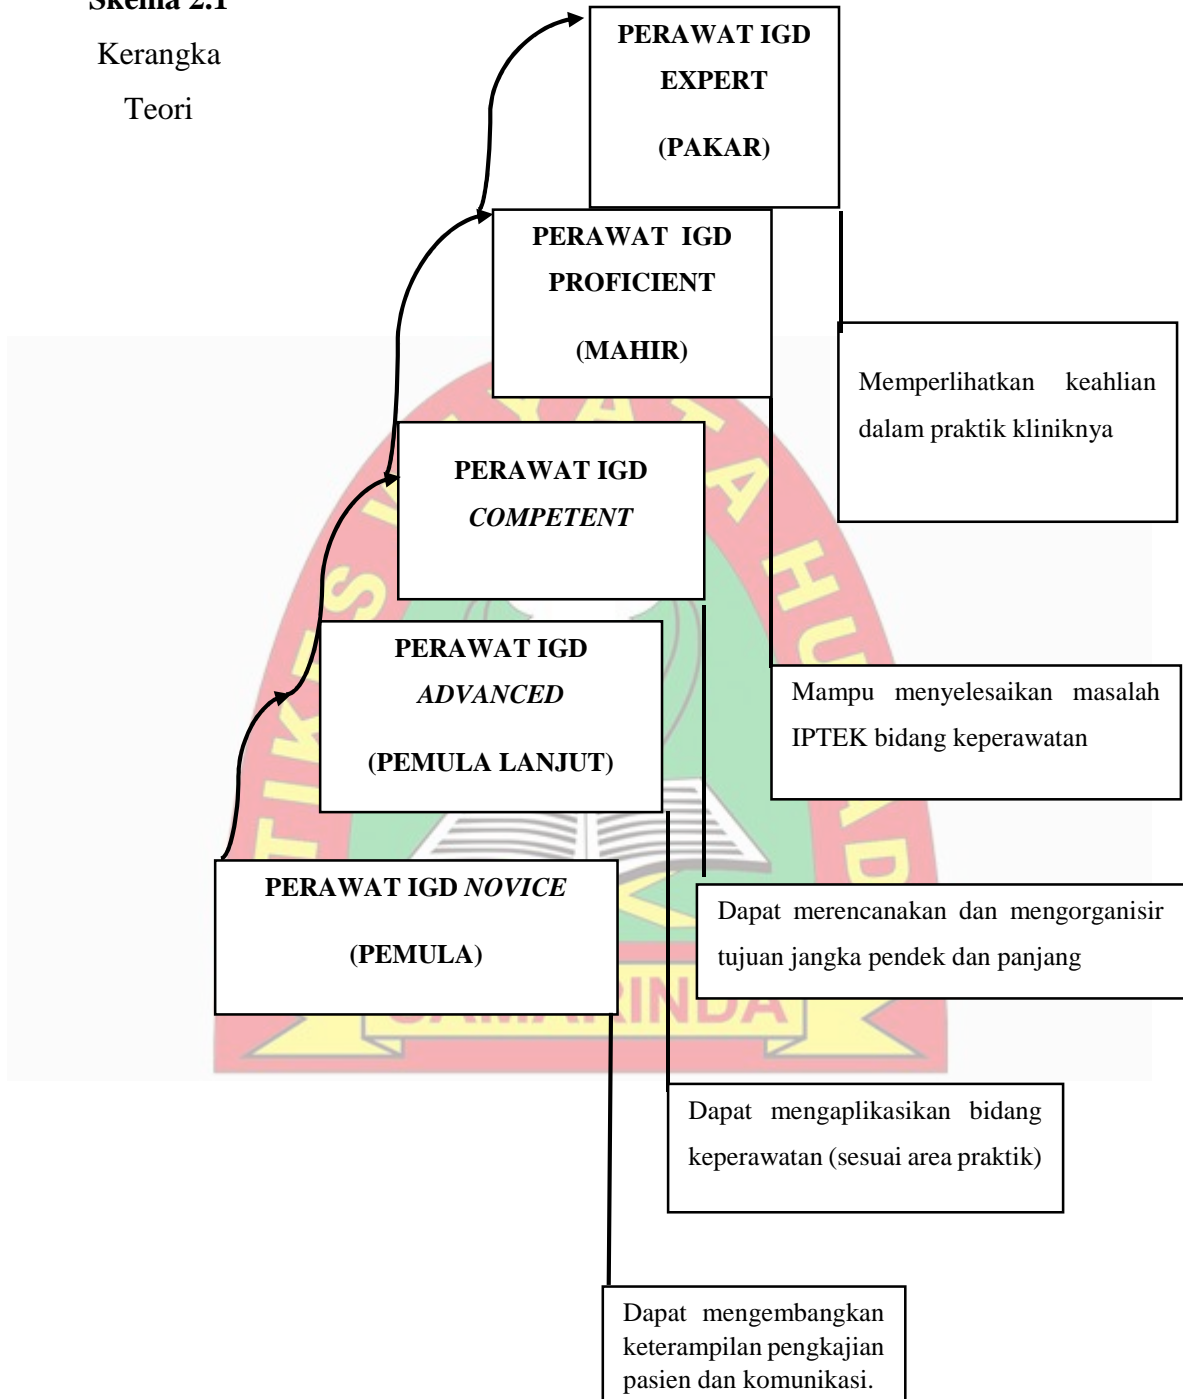 Skema 2.1
Kerangka
Teori
PERAWAT IGD
EXPERT
(PAKAR)
PERAWAT IGD
PROFICIENT
(MAHIR)
Memperlihatkan keahlian
dalam praktik kliniknya
PERAWAT IGD
COMPETENT
PERAWAT IGD
ADVANCED
(PEMULA LANJUT)
Mampu menyelesaikan masalah
IPTEK bidang keperawatan
PERAWAT IGD NOVICE
(PEMULA)
Dapat merencanakan dan mengorganisir
tujuan jangka pendek dan panjang
SAMARINDA
Dapat mengaplikasikan bidang
keperawatan (sesuai area praktik)
Dapat mengembangkan
keterampilan pengkajian
pasien dan komunikasi.